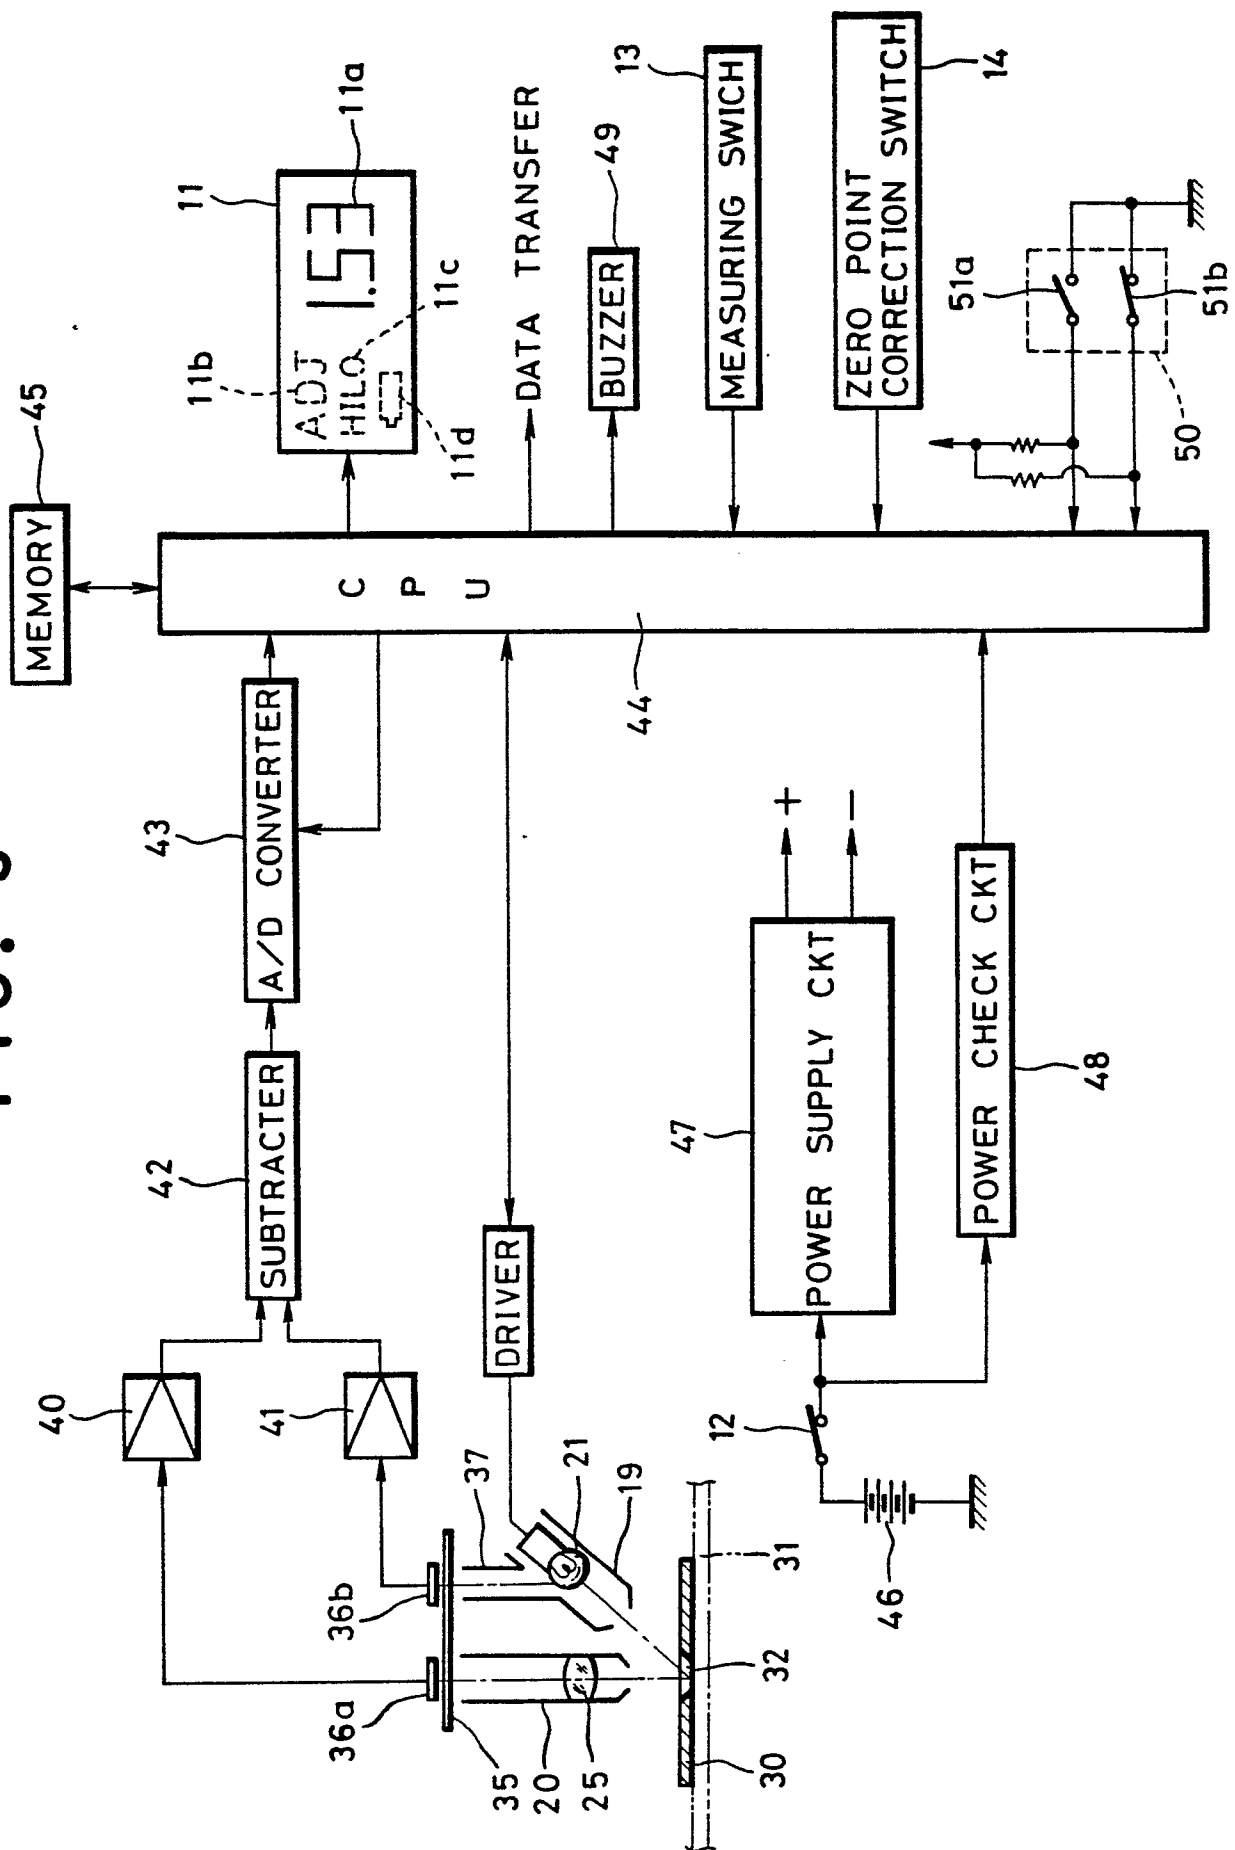 MEMORY
45
11
11a
11b
ADJ
1.53
HILO
11c
11d
DATA TRANSFER
BUZZER
49
13
MEASURING SWICH
ZERO POINT
CORRECTION SWITCH
14
51a
51b
50
C P U
44
A/D CONVERTER
43
SUBTRACTER
42
40
41
DRIVER
36a
36b
37
21
19
35
20
25
30
32
31
POWER SUPPLY CKT
47
+
−
POWER CHECK CKT
48
12
46